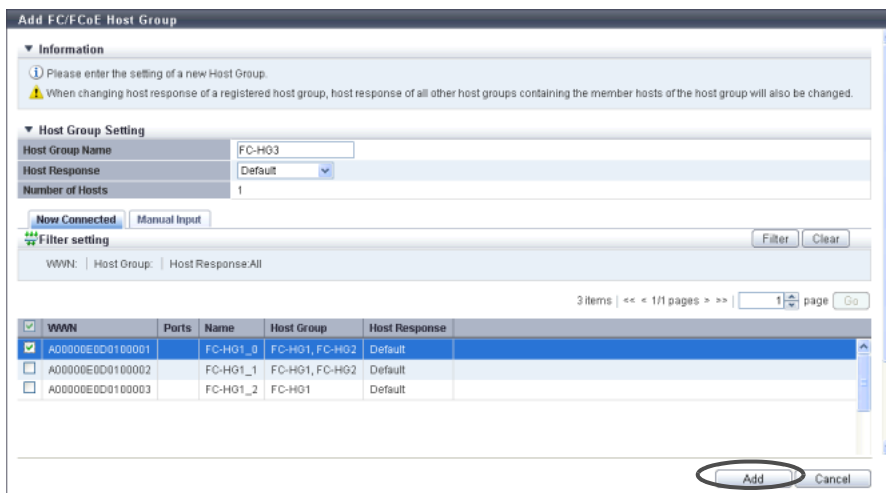 Add FC/FCoE Host Group
Information
Please enter the setting of a new Host Group.
When changing host response of a registered host group, host response of all other host groups containing the member hosts of the host group will also be changed.
Host Group Setting
Host Group Name FC-HG3
Host Response Default
Number of Hosts 1
Now Connected Manual Input
Filter setting Filter Clear
WWN: | Host Group: | Host Response:All
3 items | << < 1/1 pages > >> | 1 page Go
WWN Ports Name Host Group Host Response
A00000E0D0100001 FC-HG1_0 FC-HG1, FC-HG2 Default
A00000E0D0100002 FC-HG1_1 FC-HG1, FC-HG2 Default
A00000E0D0100003 FC-HG1_2 FC-HG1 Default
Add Cancel